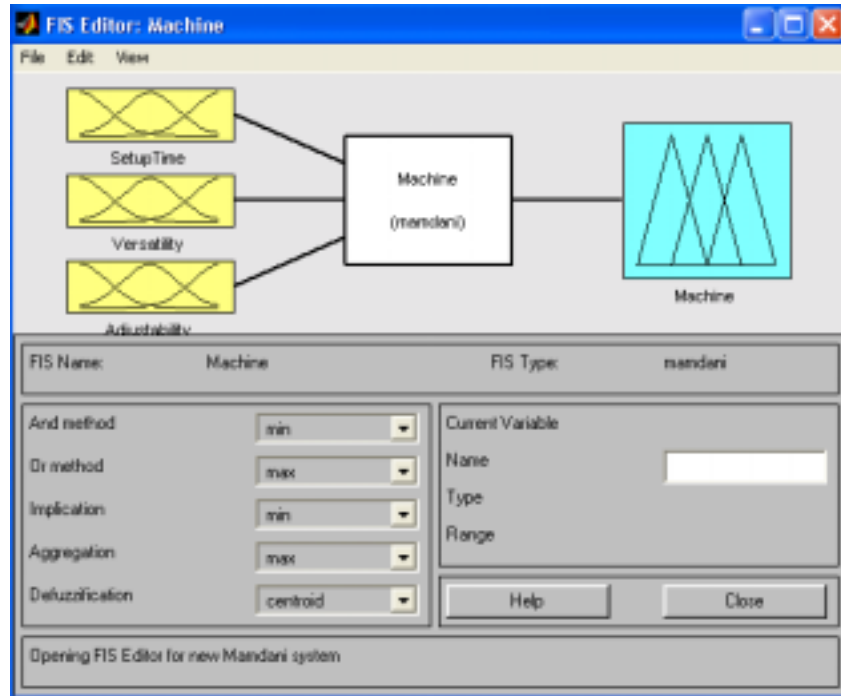 FIS Editor: Machine
File Edit View
SetupTime
Versatility
Adjustability
Machine
(mamdani)
Machine
FIS Name: Machine FIS Type: mamdani
And method min
Or method max
Implication min
Aggregation max
Defuzzification centroid
Current Variable
Name
Type
Range
Help Close
Opening FIS Editor for new Mamdani system